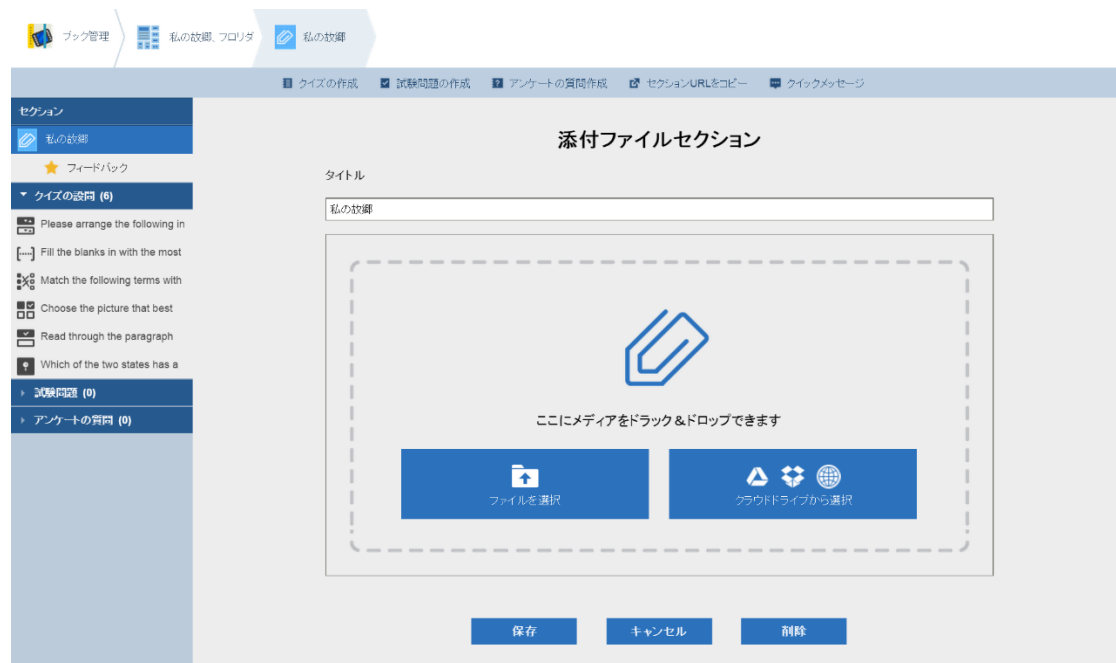 ブック管理
私の故郷、フロリダ
私の故郷
クイズの作成
試験問題の作成
アンケートの質問作成
セクションURLをコピー
クイックメッセージ
セクション
私の故郷
フィードバック
クイズの設問 (6)
Please arrange the following in
Fill the blanks in with the most
Match the following terms with
Choose the picture that best
Read through the paragraph
Which of the two states has a
試験問題 (0)
アンケートの質問 (0)
添付ファイルセクション
タイトル
私の故郷
ここにメディアをドラック&ドロップできます
ファイルを選択
クラウドドライブから選択
保存
キャンセル
削除